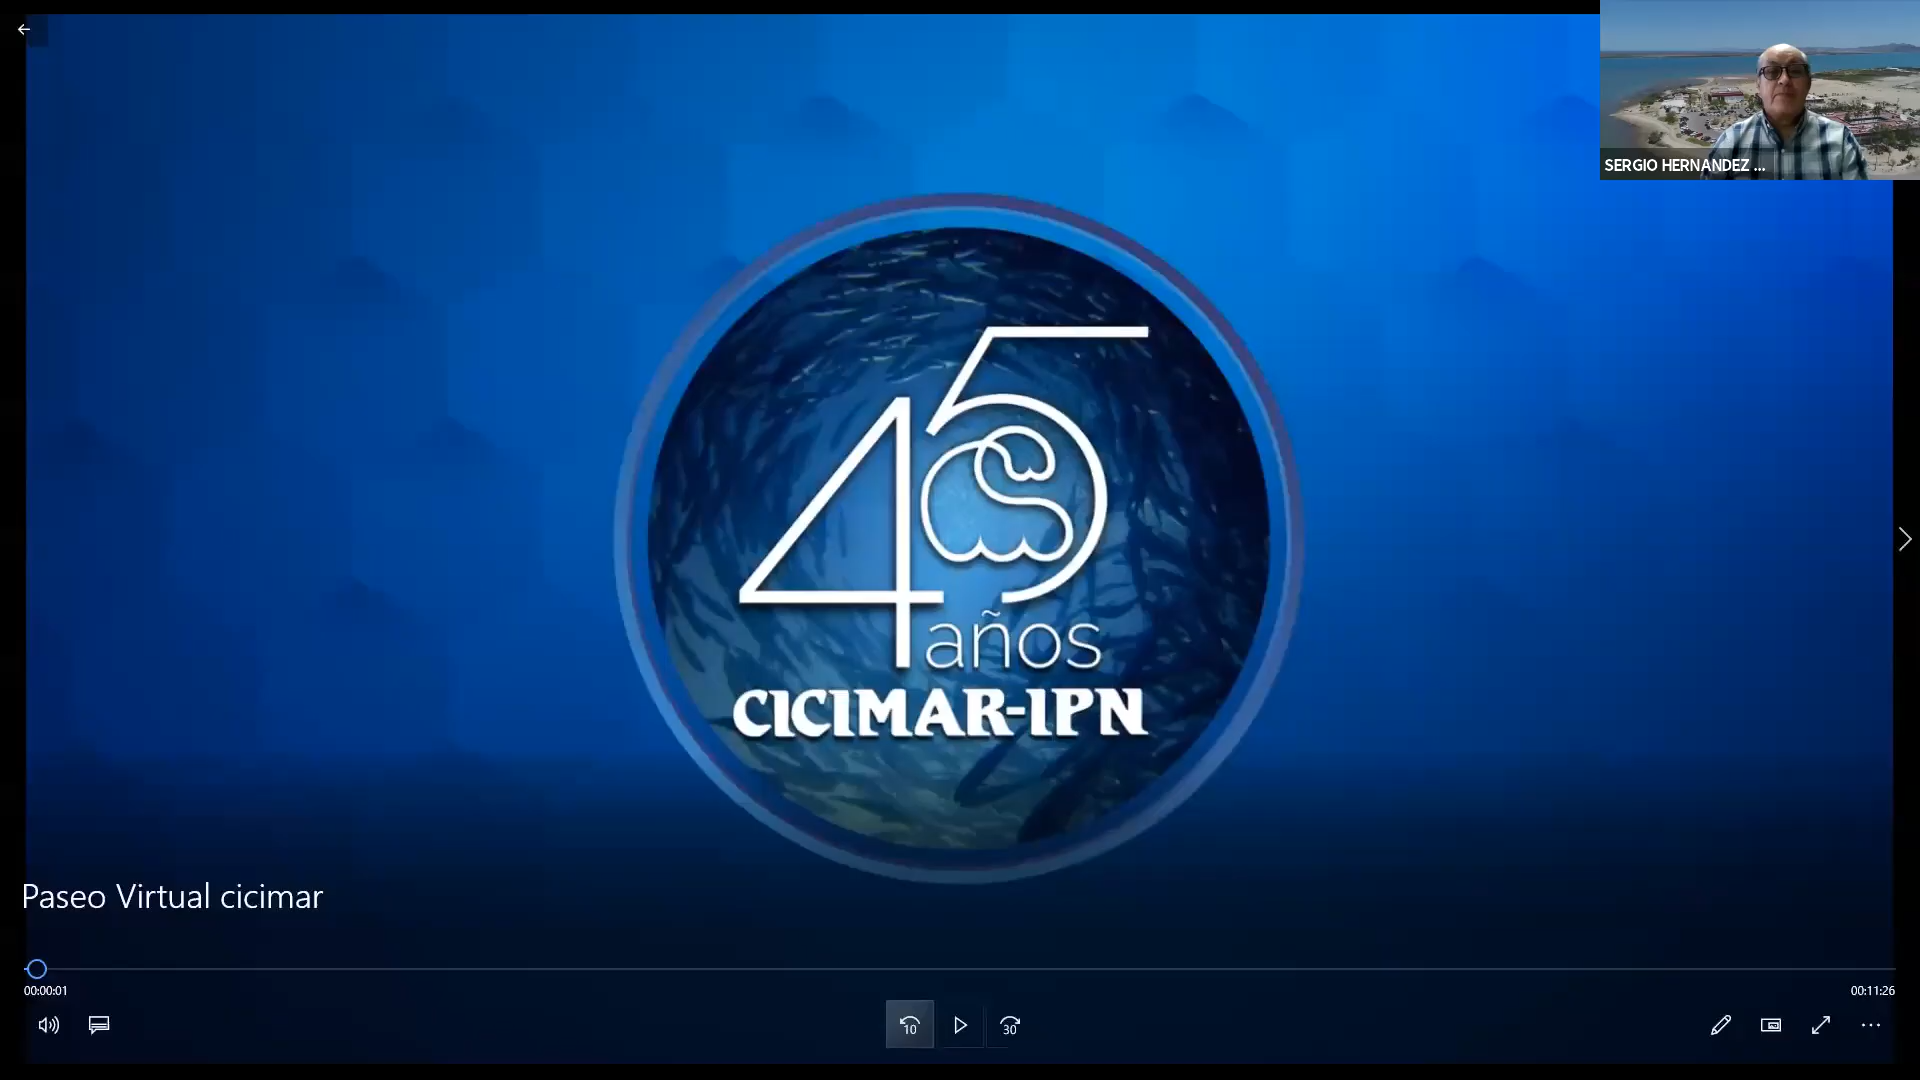 SERGIO HERNANDEZ ...
45
años
CICIMAR-IPN
Paseo Virtual cicimar
00:00:01
00:11:26
10
30